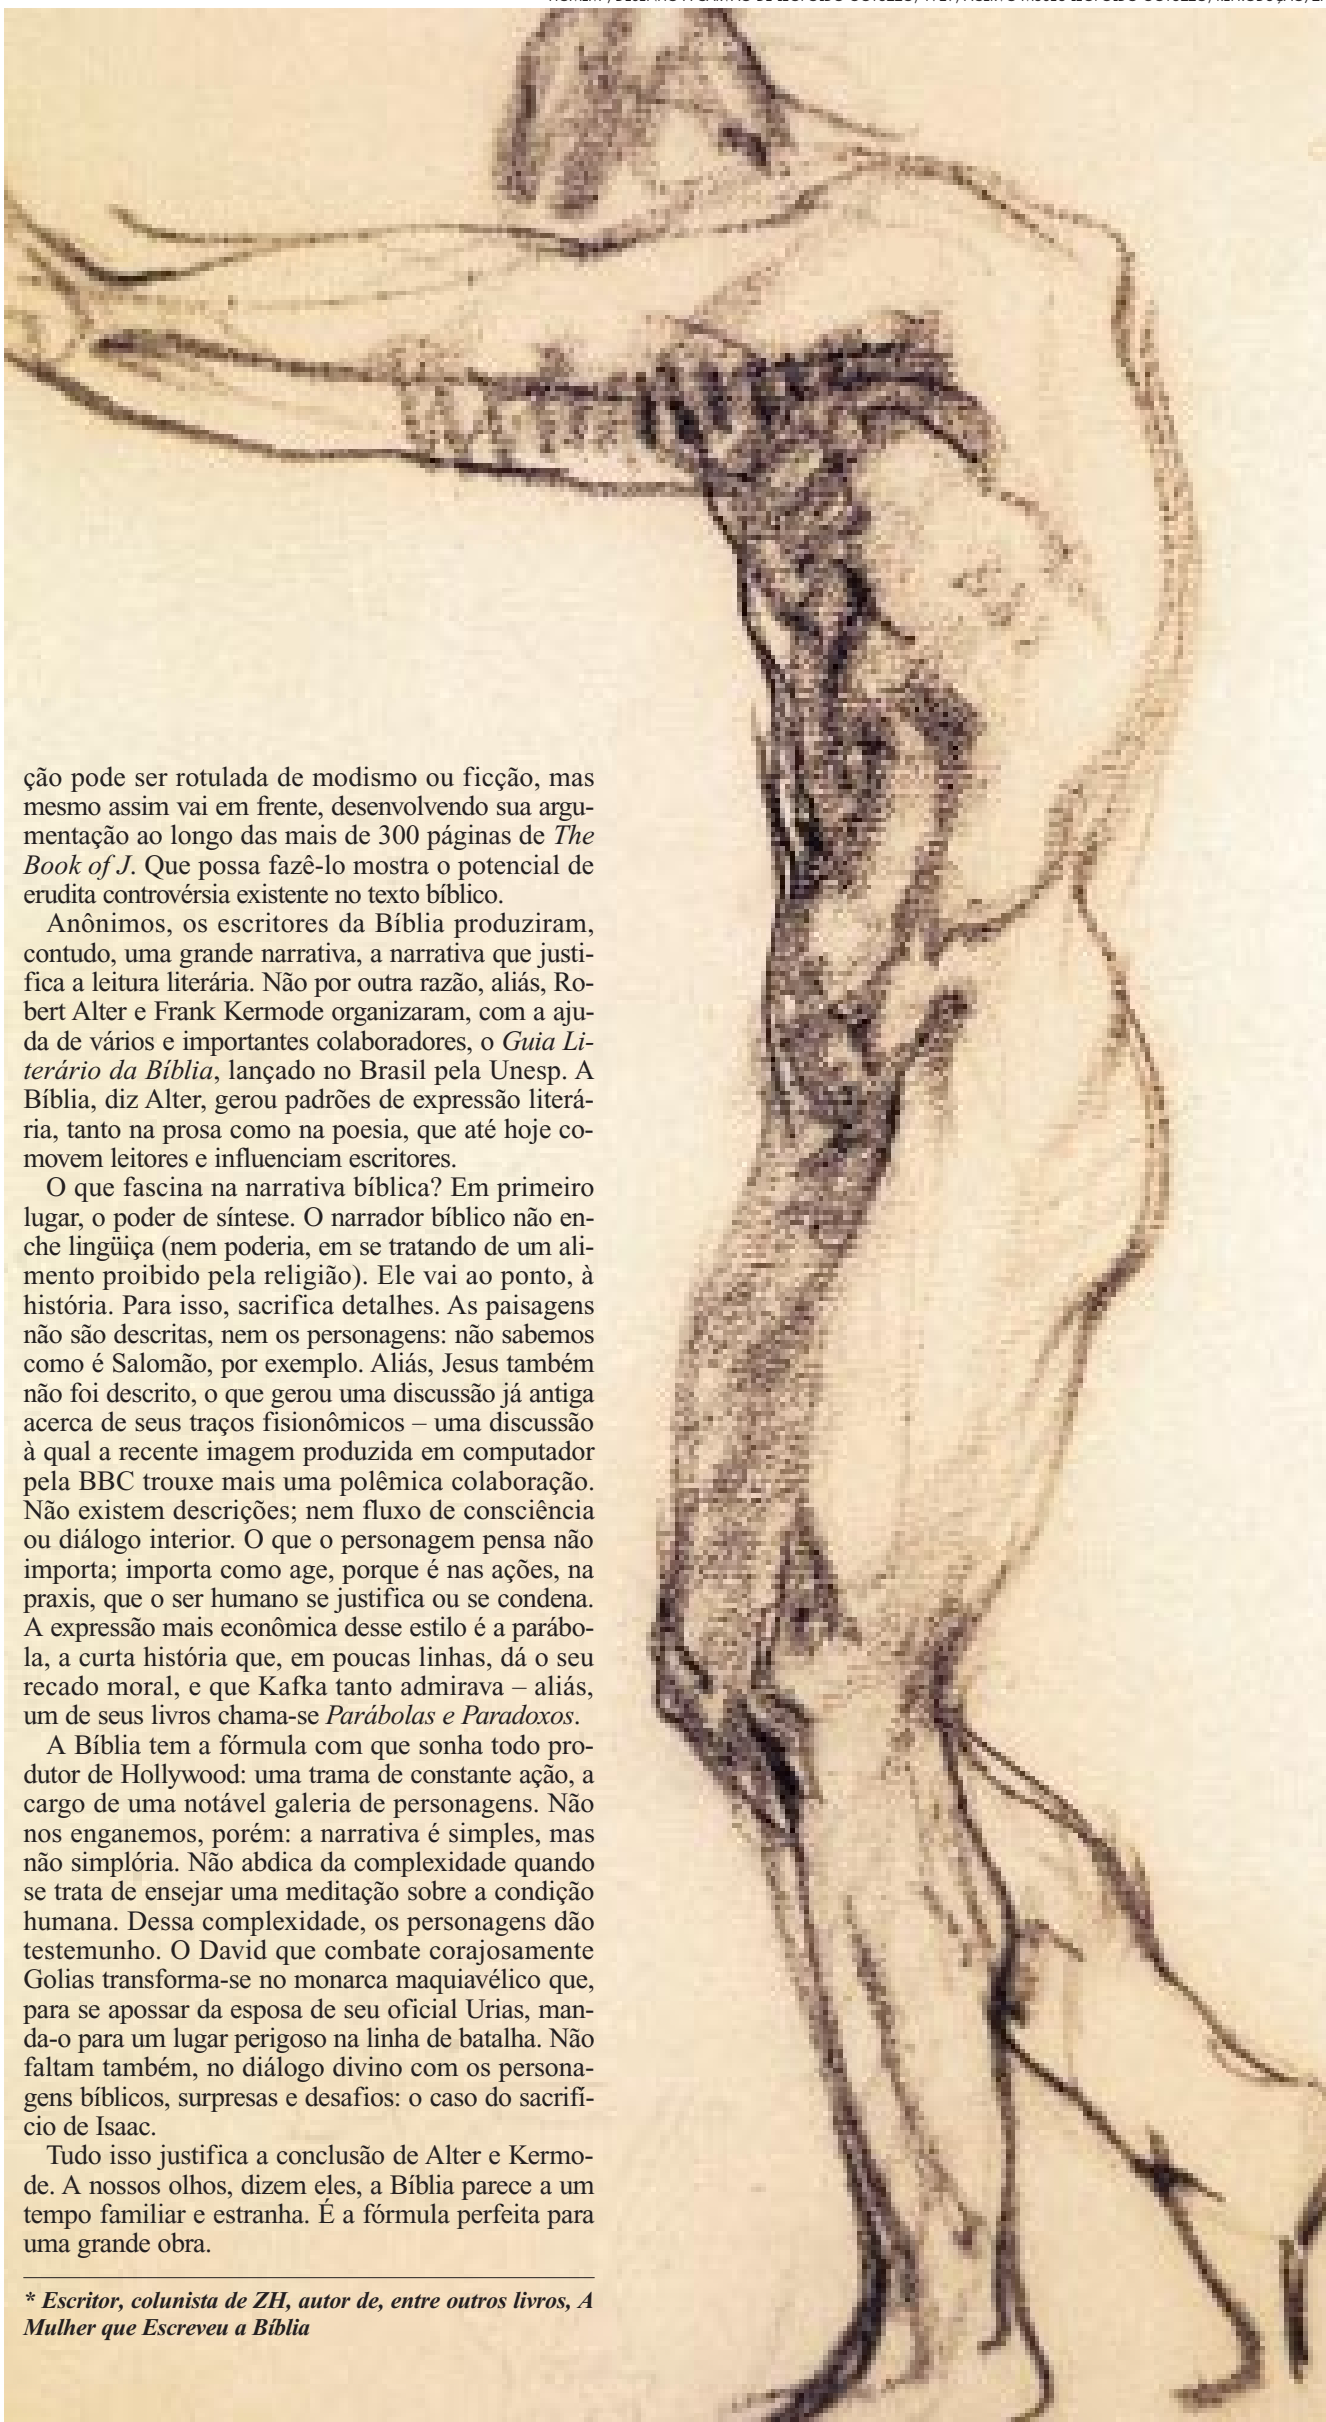 ção pode ser rotulada de modismo ou ficção, mas
mesmo assim vai em frente, desenvolvendo sua argu-
mentação ao longo das mais de 300 páginas de The
Book of J. Que possa fazê-lo mostra o potencial de
erudita controvérsia existente no texto bíblico.
Anônimos, os escritores da Bíblia produziram,
contudo, uma grande narrativa, a narrativa que justi-
fica a leitura literária. Não por outra razão, aliás, Ro-
bert Alter e Frank Kermode organizaram, com a aju-
da de vários e importantes colaboradores, o Guia Li-
terário da Bíblia, lançado no Brasil pela Unesp. A
Bíblia, diz Alter, gerou padrões de expressão literá-
ria, tanto na prosa como na poesia, que até hoje co-
movem leitores e influenciam escritores.
O que fascina na narrativa bíblica? Em primeiro
lugar, o poder de síntese. O narrador bíblico não en-
che lingüiça (nem poderia, em se tratando de um ali-
mento proibido pela religião). Ele vai ao ponto, à
história. Para isso, sacrifica detalhes. As paisagens
não são descritas, nem os personagens: não sabemos
como é Salomão, por exemplo. Aliás, Jesus também
não foi descrito, o que gerou uma discussão já antiga
acerca de seus traços fisionômicos – uma discussão
à qual a recente imagem produzida em computador
pela BBC trouxe mais uma polêmica colaboração.
Não existem descrições; nem fluxo de consciência
ou diálogo interior. O que o personagem pensa não
importa; importa como age, porque é nas ações, na
praxis, que o ser humano se justifica ou se condena.
A expressão mais econômica desse estilo é a parábo-
la, a curta história que, em poucas linhas, dá o seu
recado moral, e que Kafka tanto admirava – aliás,
um de seus livros chama-se Parábolas e Paradoxos.
A Bíblia tem a fórmula com que sonha todo pro-
dutor de Hollywood: uma trama de constante ação, a
cargo de uma notável galeria de personagens. Não
nos enganemos, porém: a narrativa é simples, mas
não simplória. Não abdica da complexidade quando
se trata de ensejar uma meditação sobre a condição
humana. Dessa complexidade, os personagens dão
testemunho. O David que combate corajosamente
Golias transforma-se no monarca maquiavélico que,
para se apossar da esposa de seu oficial Urias, man-
da-o para um lugar perigoso na linha de batalha. Não
faltam também, no diálogo divino com os persona-
gens bíblicos, surpresas e desafios: o caso do sacrifí-
cio de Isaac.
Tudo isso justifica a conclusão de Alter e Kermo-
de. A nossos olhos, dizem eles, a Bíblia parece a um
tempo familiar e estranha. É a fórmula perfeita para
uma grande obra.
* Escritor, colunista de ZH, autor de, entre outros livros, A
Mulher que Escreveu a Bíblia